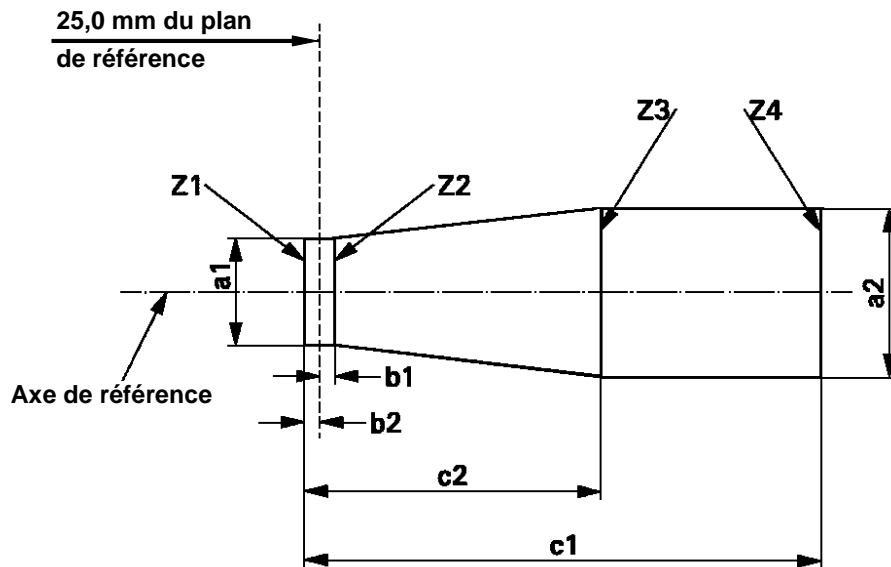 25,0 mm du plan
de référence
Z3
Z4
Z1
Z2
a1
a2
Axe de référence
b1
b2
c2
c1